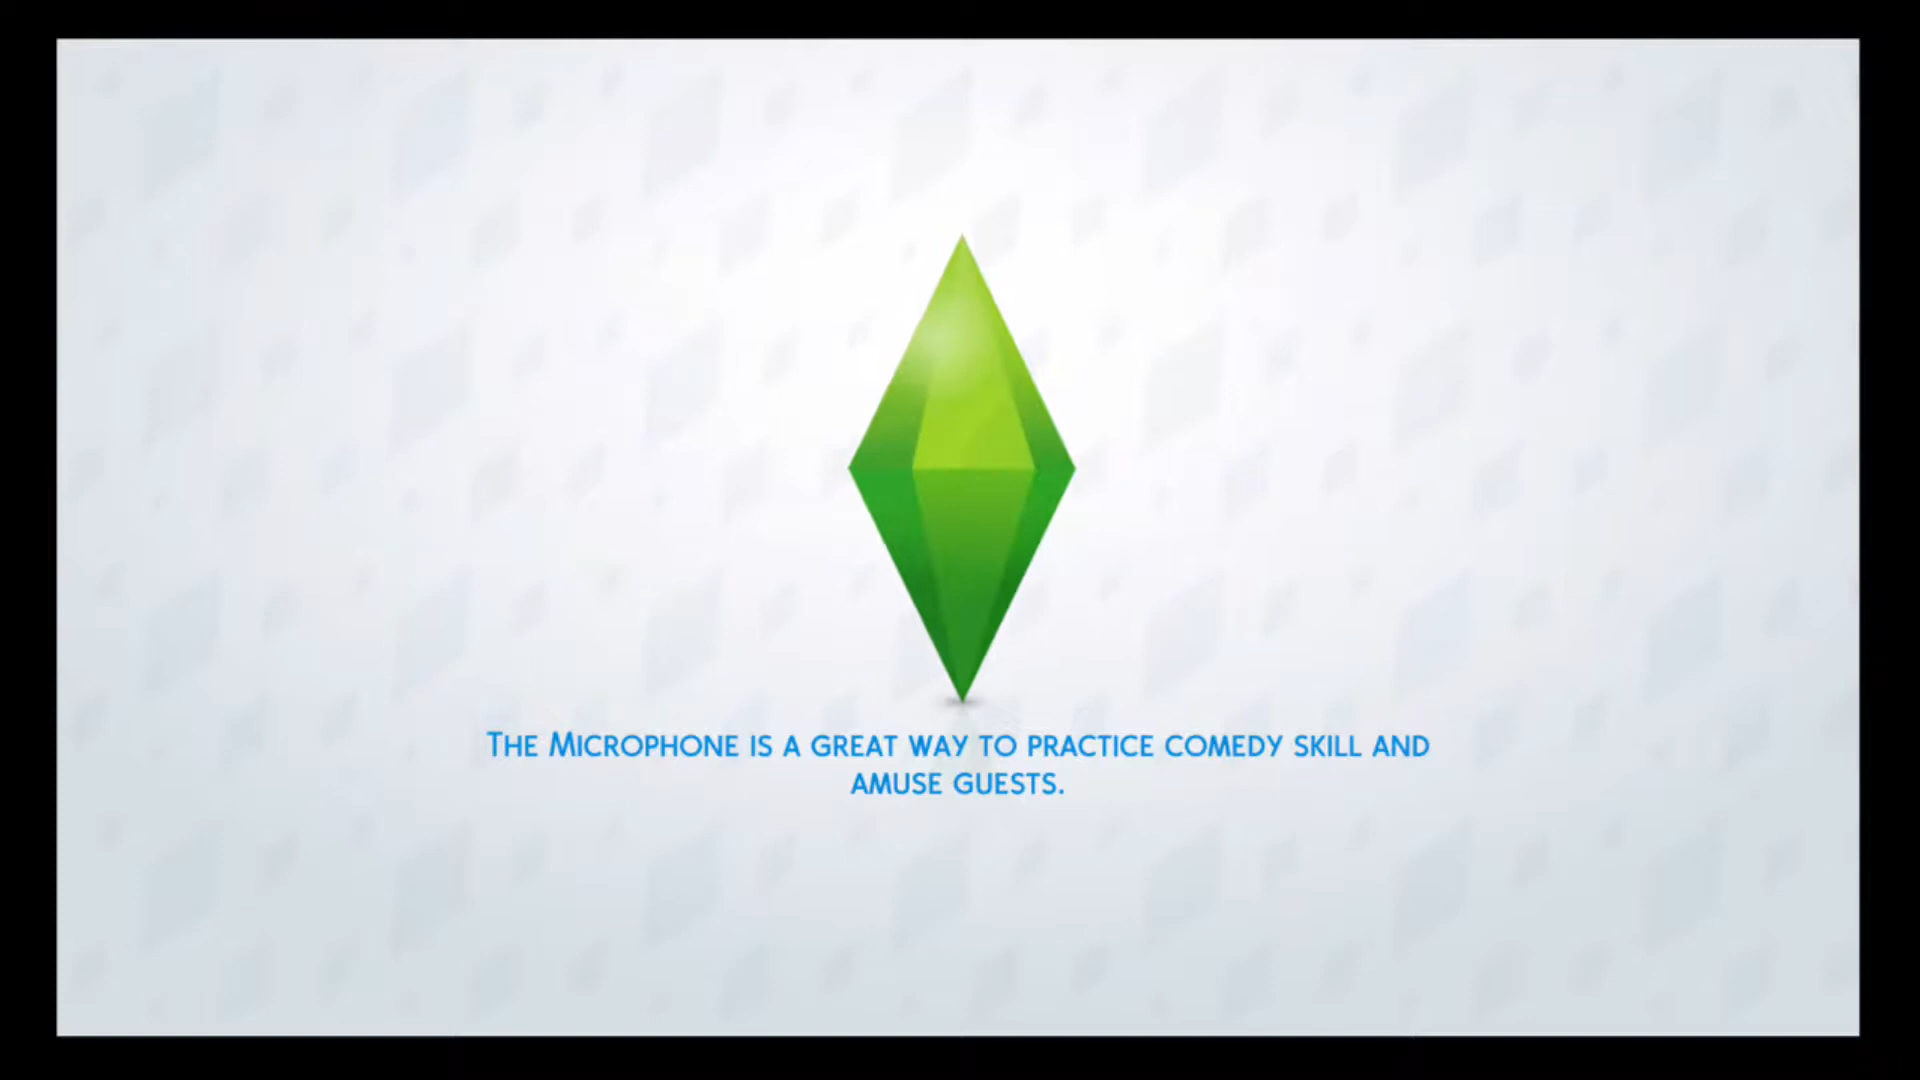 The Microphone is a great way to practice comedy skill and
amuse guests.